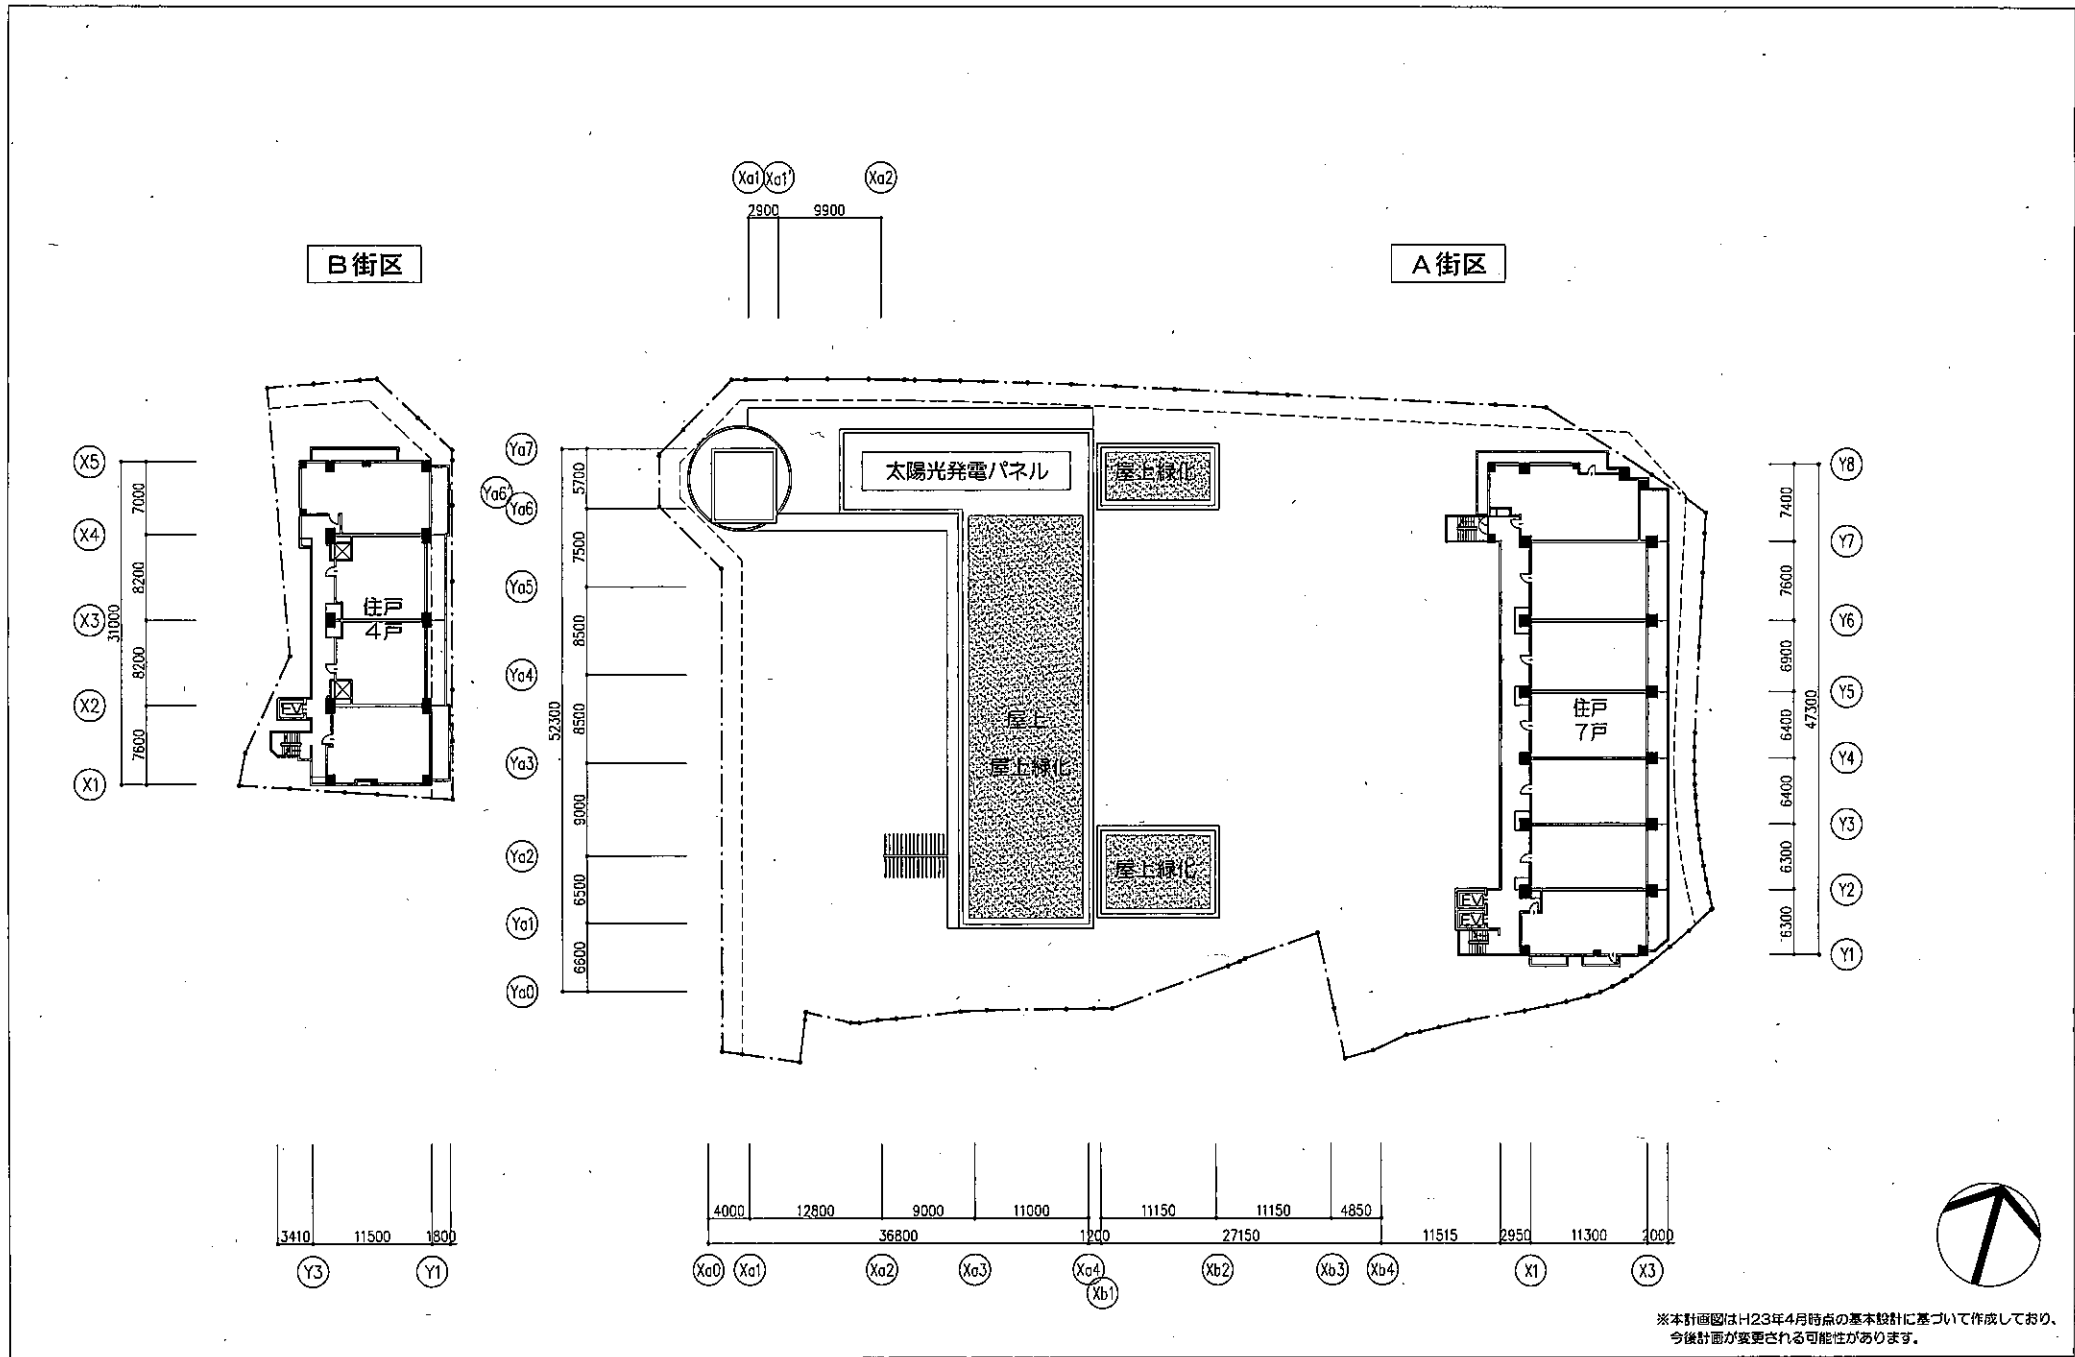 Xa1 Xa1' Xa2
2900 9900
B街区
A街区
X5
X4
X3
X2
X1
7000
8200
8200
7600
31000
住戸
4戸
EV
Ya7
Ya6'
Ya6
Ya5
Ya4
Ya3
Ya2
Ya1
Ya0
5700
7500
8500
8500
9000
6500
6600
52300
太陽光発電パネル
屋上緑化
屋上
屋上緑化
屋上緑化
住戸
7戸
EV
EV
Y8
Y7
Y6
Y5
Y4
Y3
Y2
Y1
7400
7600
6900
6400
6400
6300
6300
47300
3410 11500 1800
Y3 Y1
4000 12800 9000 11000 11150 11150 4850
36800 1200 27150 11515 2950 11300 2000
Xa0 Xa1 Xa2 Xa3 Xa4 Xb1 Xb2 Xb3 Xb4 X1 X3
※本計画図はH23年4月時点の基本設計に基づいて作成しており、
今後計画が変更される可能性があります。